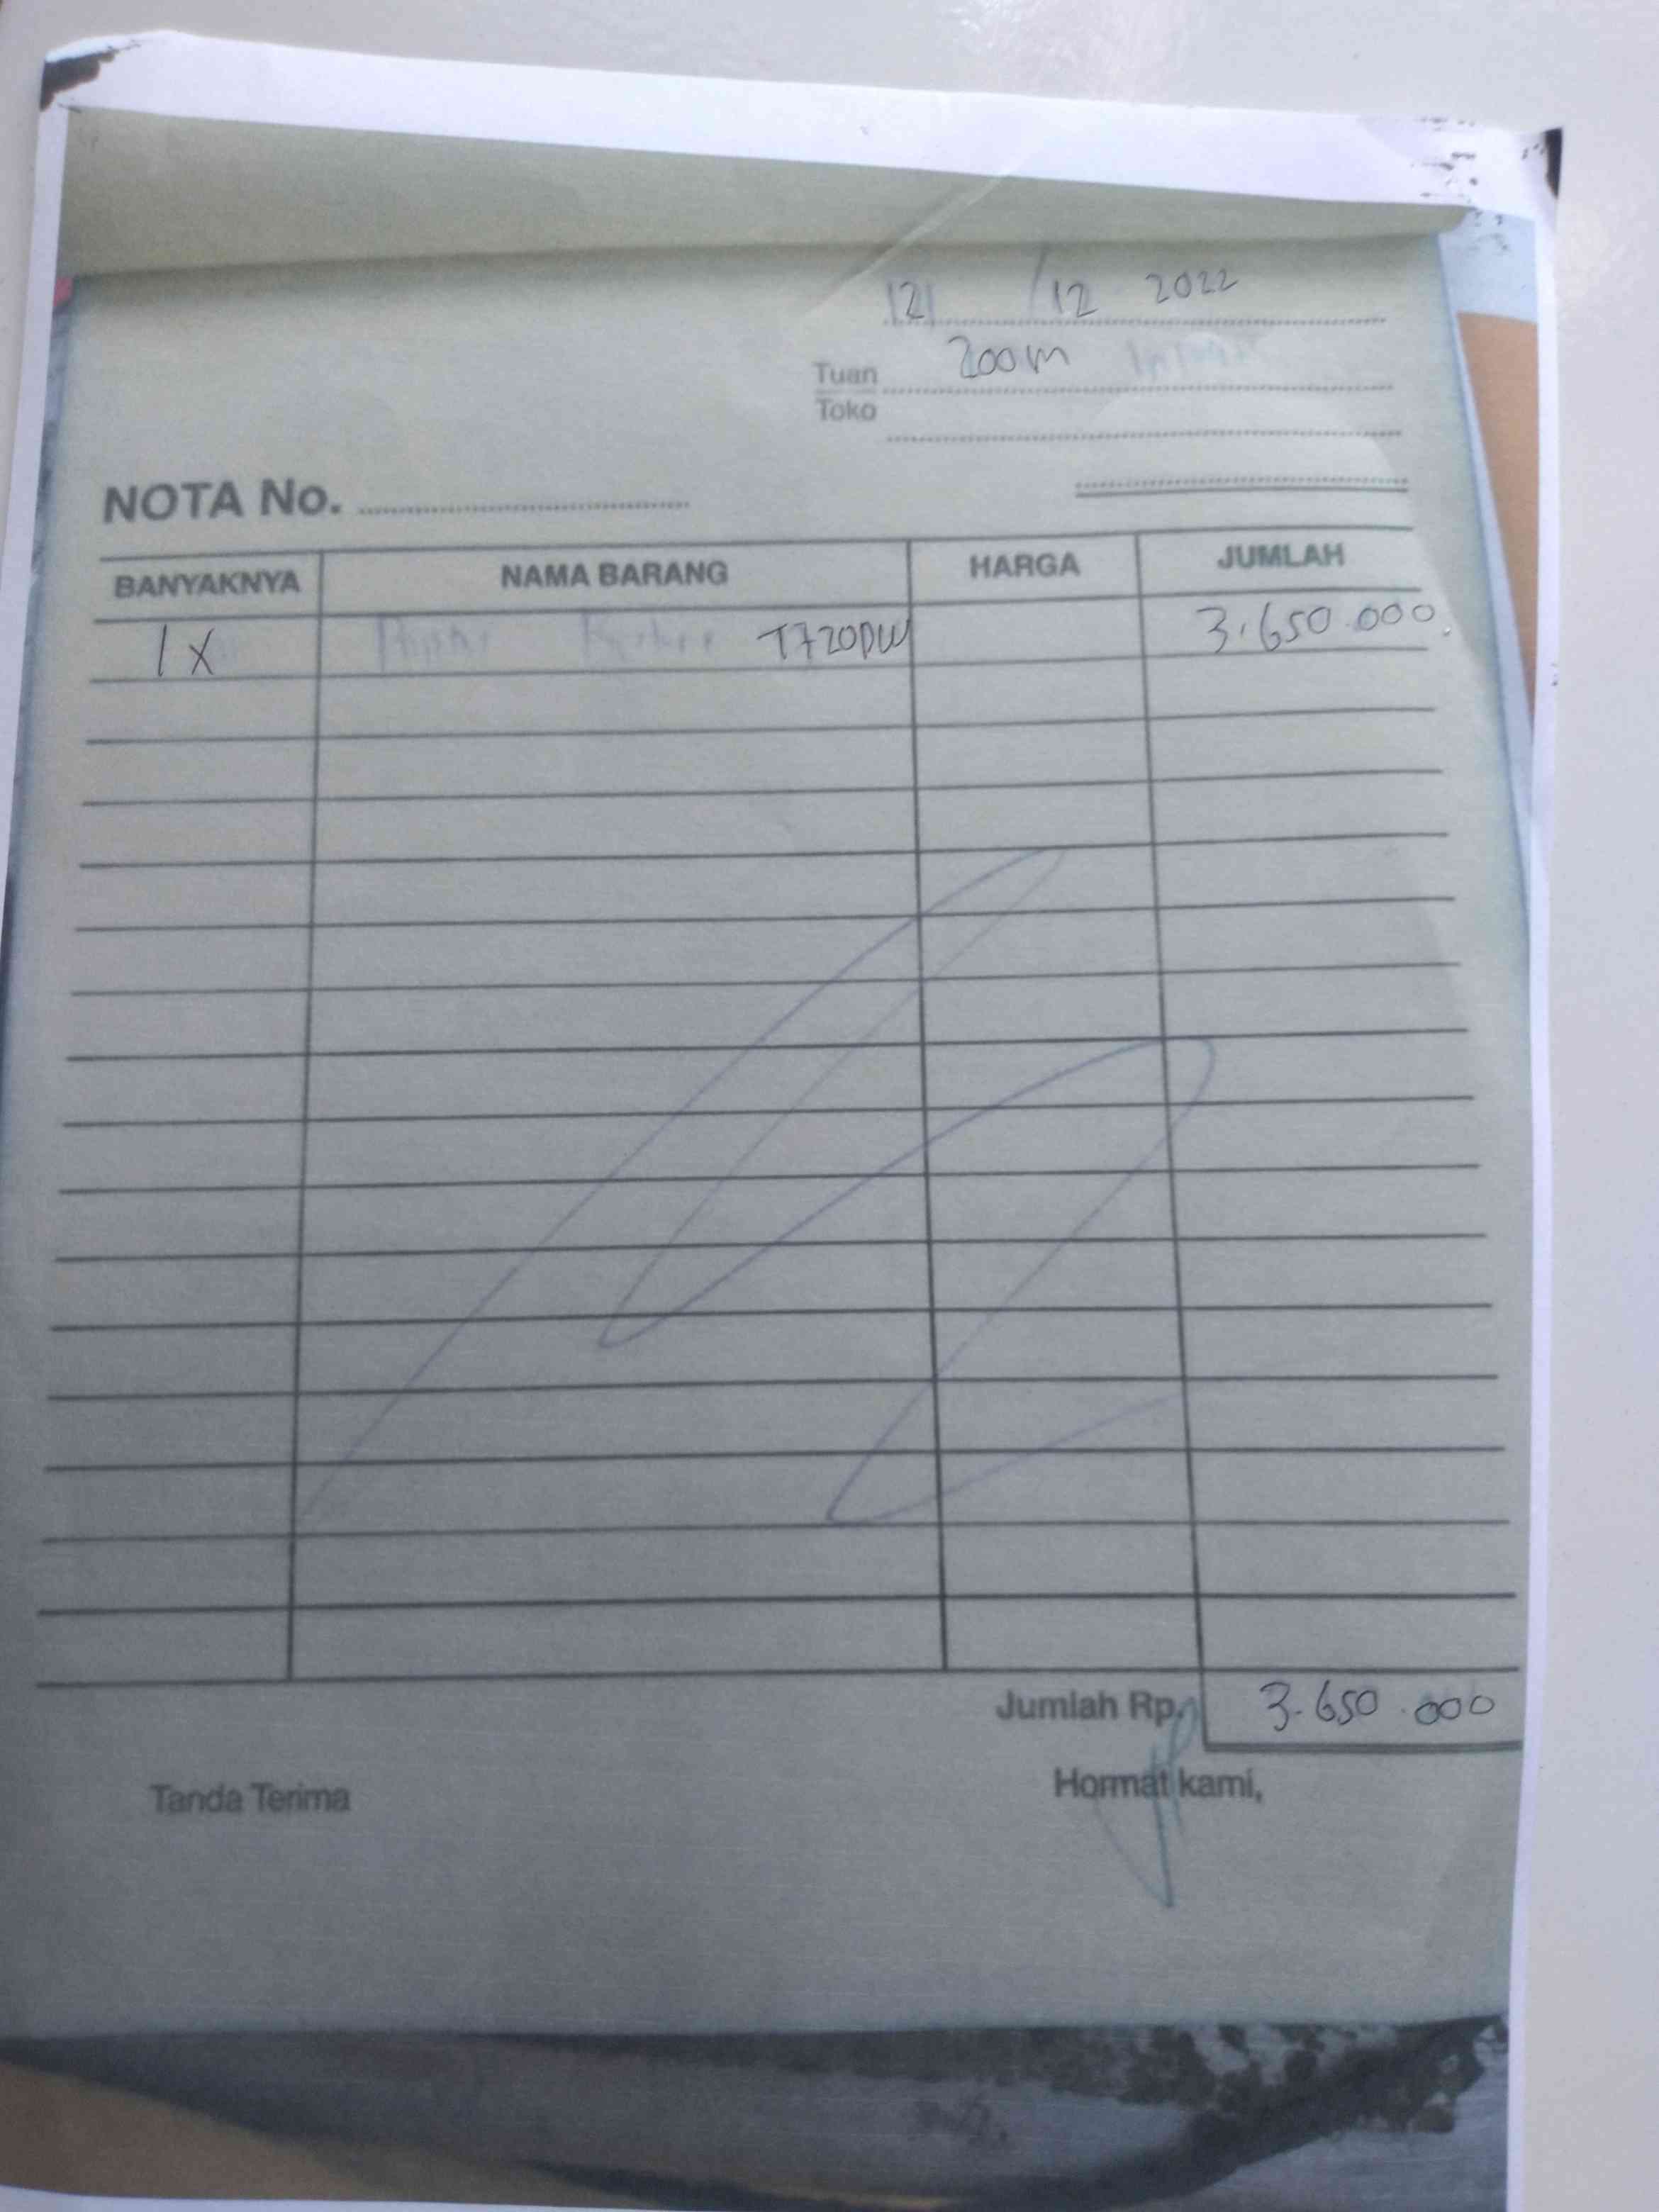 12 / 12 2022
Tuan Zoom
Toko
NOTA No.
BANYAKNYA NAMA BARANG HARGA JUMLAH
1 X T720DW 3.650.000
Jumlah Rp. 3.650.000
Tanda Terima Hormat kami,